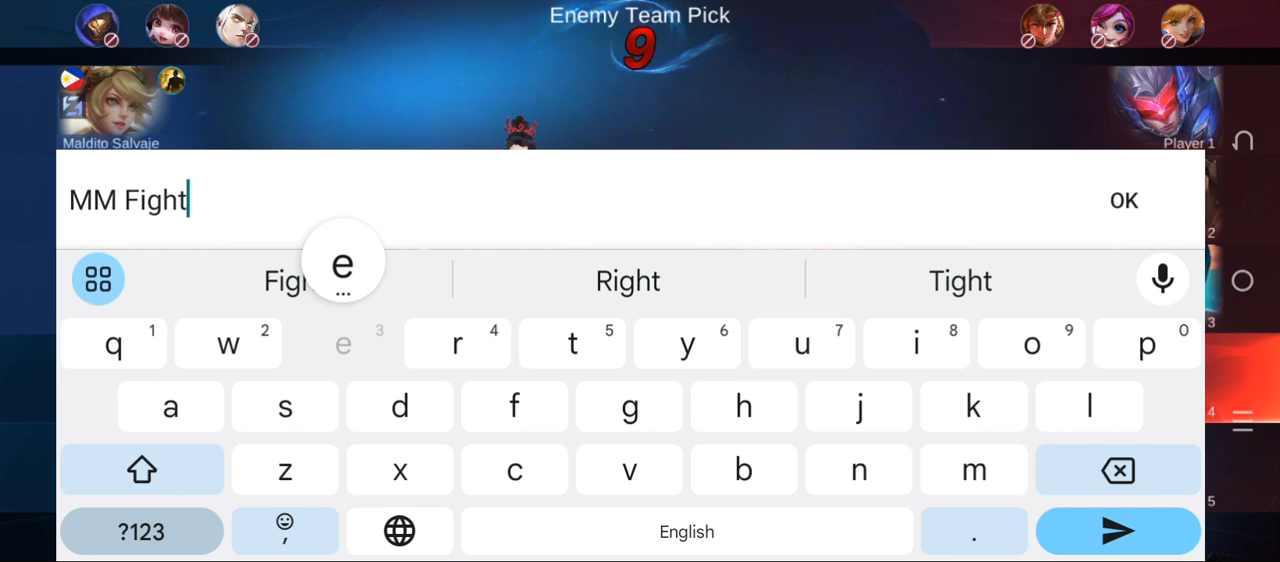 Enemy Team Pick
9
Maldito Salvaje
Player 1
MM Fight
OK
2
e
...
Right
Tight
3
q 1 w 2 e 3 r 4 t 5 y 6 u 7 i 8 o 9 p 0
a s d f g h j k l
4
z x c v b n m
5
?123 , English .